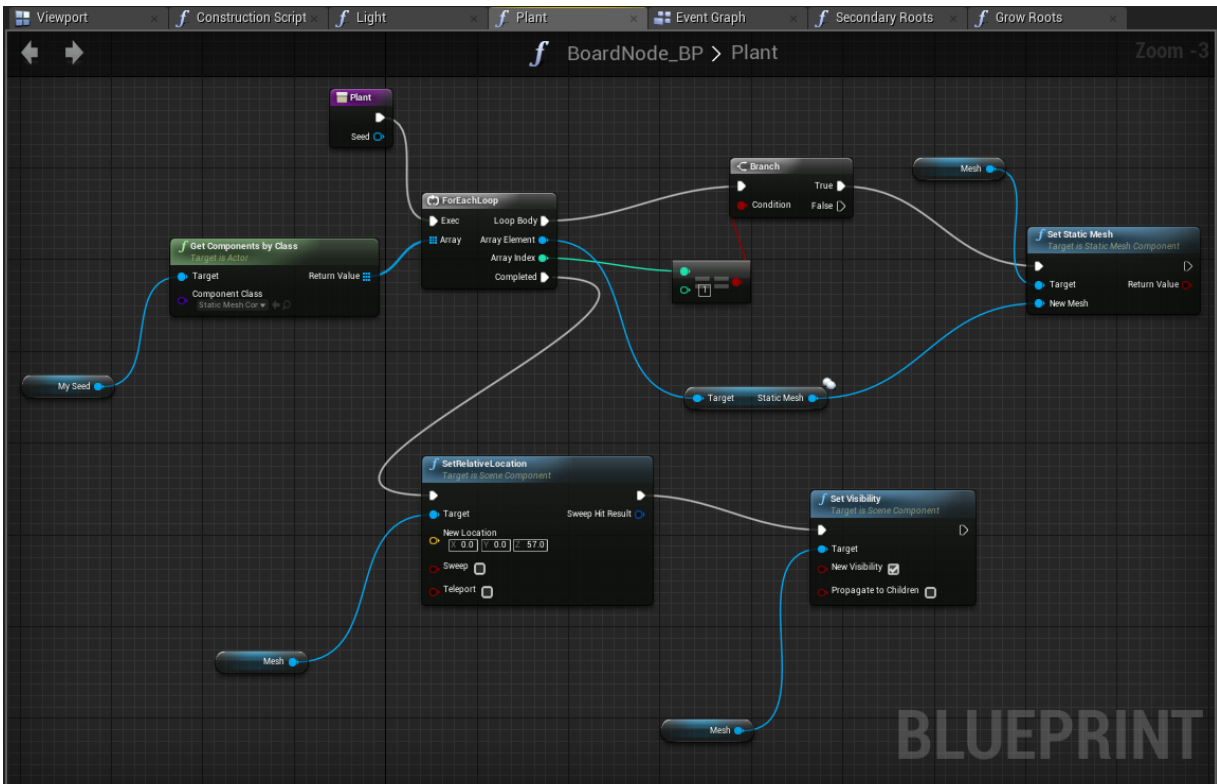 Viewport
Construction Script
Light
Plant
Event Graph
Secondary Roots
Grow Roots
BoardNode_BP > Plant
Zoom -3
Plant
Seed
ForEachLoop
Exec Loop Body
Array Array Element
Array Index
Completed
Get Components by Class
Target is Actor
Target Return Value
Component Class
Static Mesh Cor
My Seed
Branch
True
Condition False
==
1
Mesh
Set Static Mesh
Target is Static Mesh Component
Target Return Value
New Mesh
Target Static Mesh
SetRelativeLocation
Target is Scene Component
Target Sweep Hit Result
New Location
X 0.0 Y 0.0 Z 57.0
Sweep
Teleport
Mesh
Set Visibility
Target is Scene Component
Target
New Visibility
Propagate to Children
Mesh
BLUEPRINT